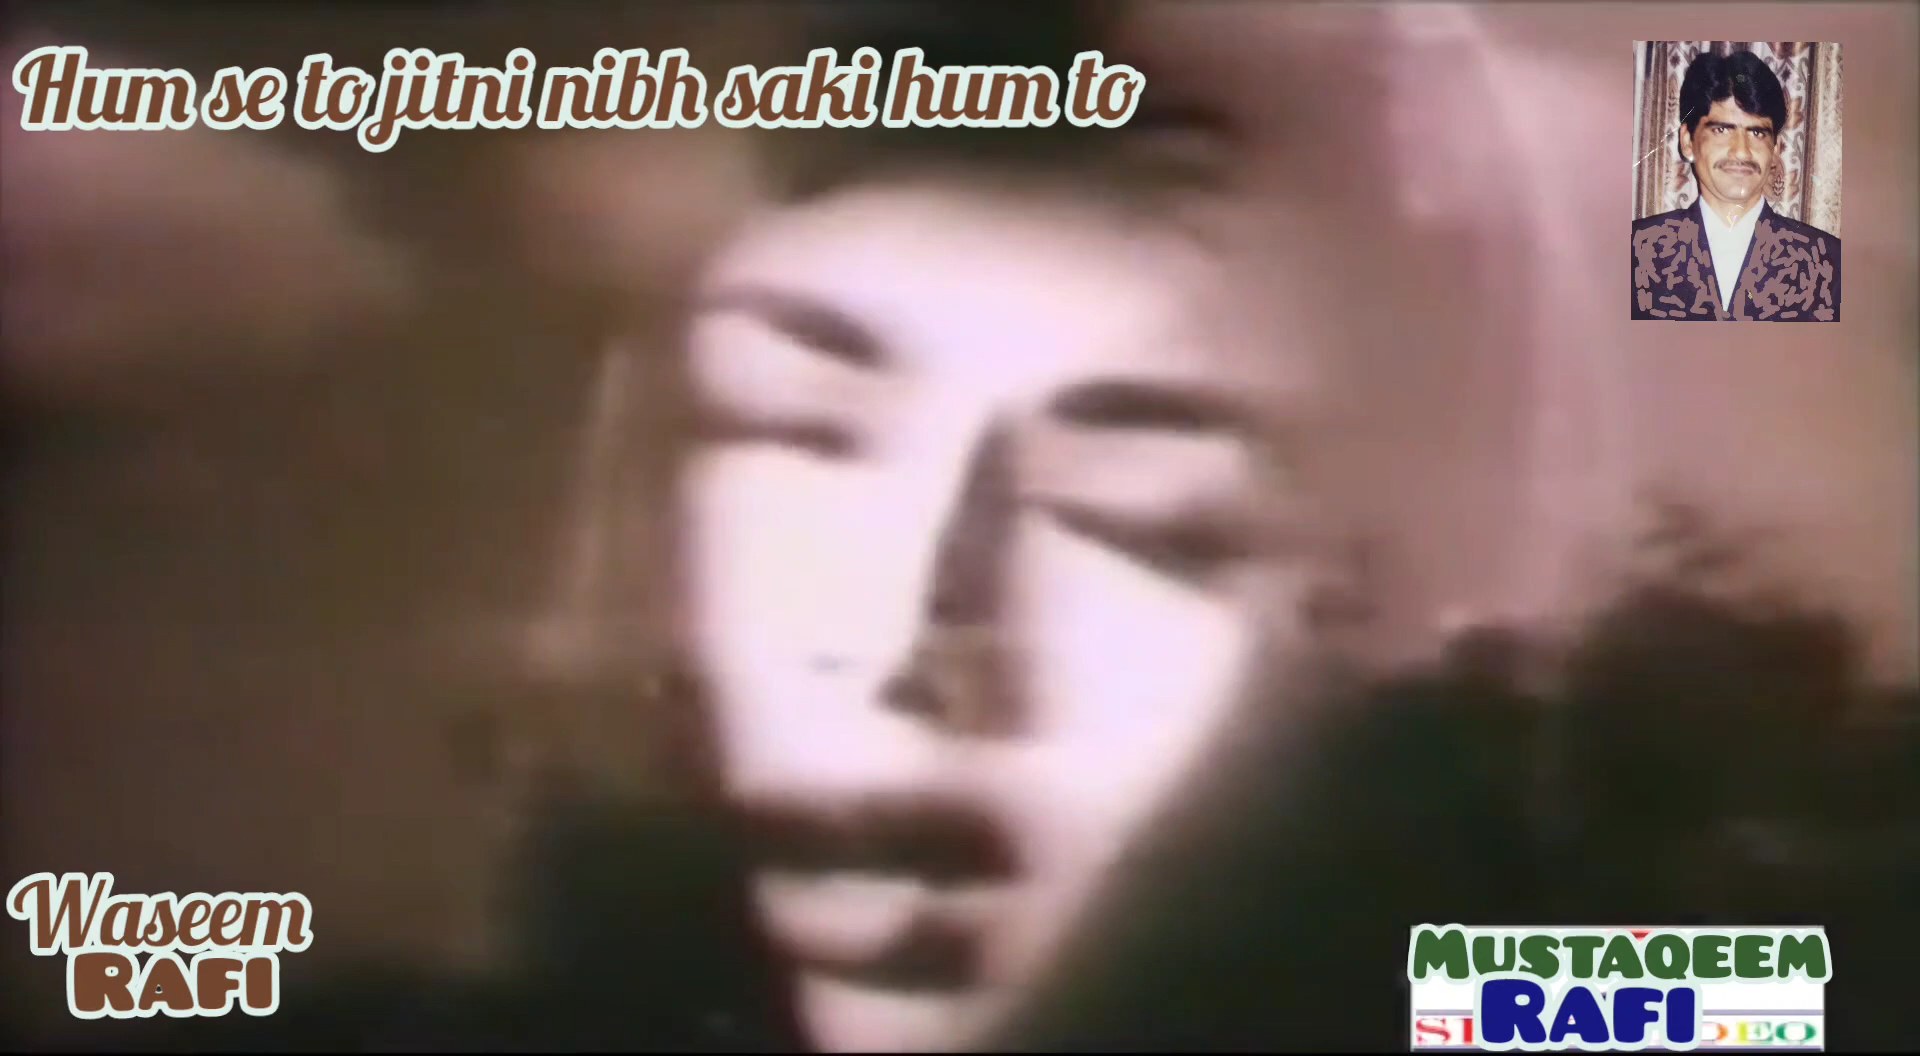 Hum se to jitni nibh saki hum to
Waseem
RAFI
MUSTAQEEM
RAFI